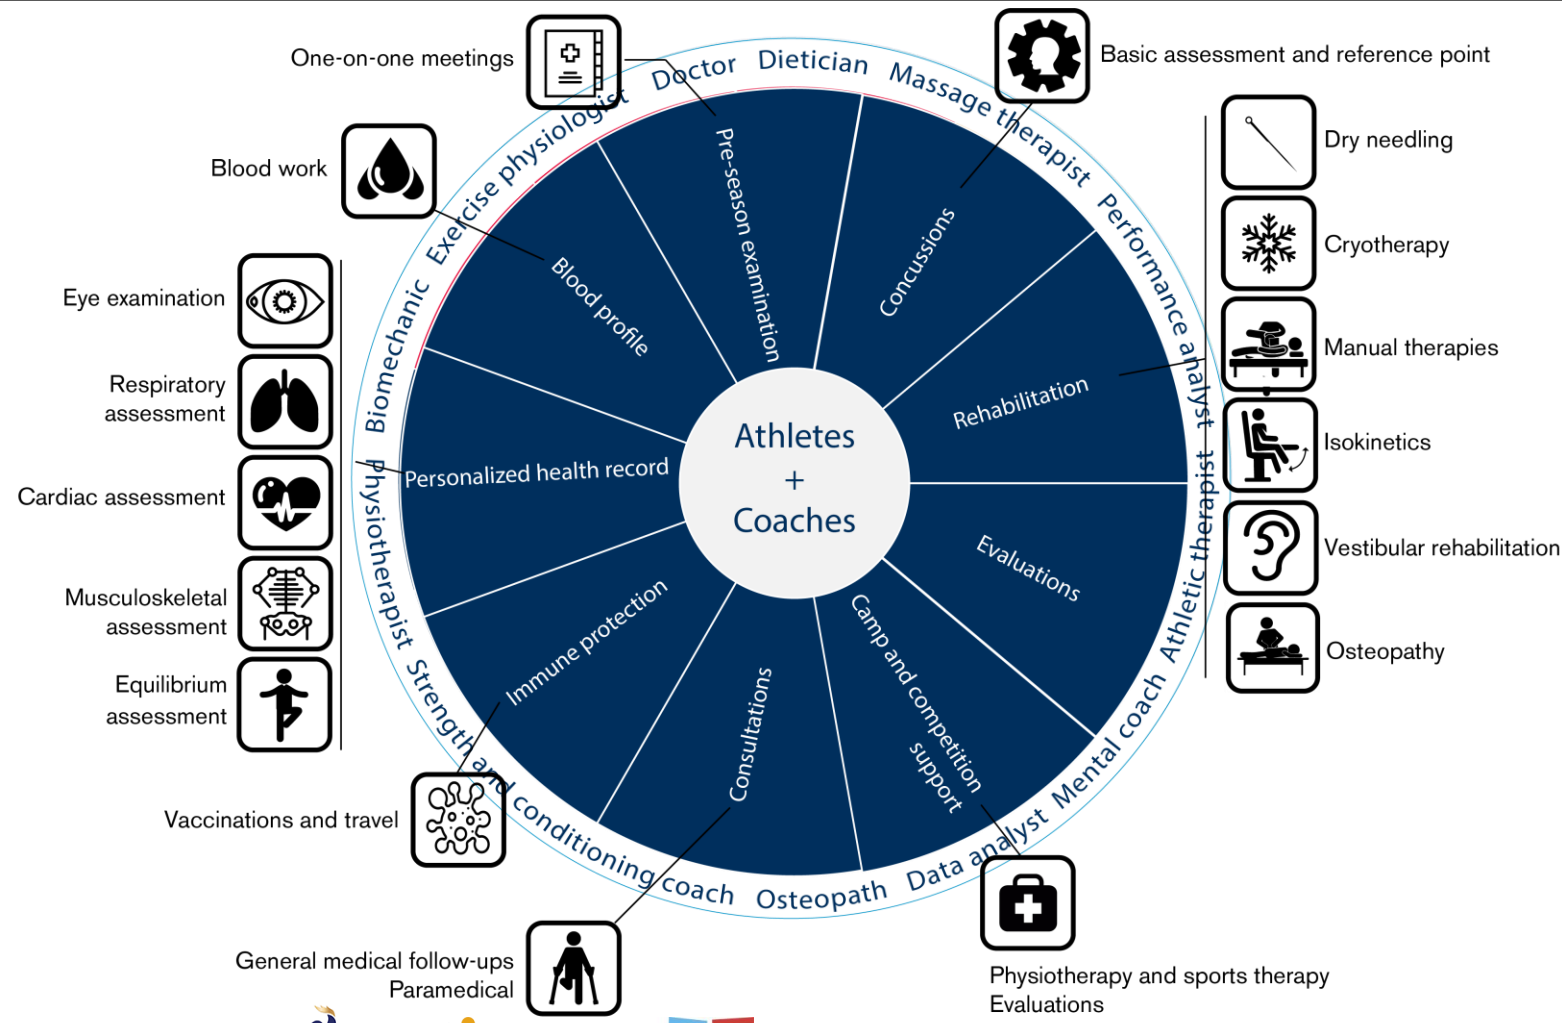 One-on-one meetings
Blood work
Eye examination
Respiratory
assessment
Cardiac assessment
Musculoskeletal
assessment
Equilibrium
assessment
Vaccinations and travel
General medical follow-ups
Paramedical
Doctor
Dietician
Massage therapist
Performance analyst
Athletic therapist
Mental coach
Data analyst
Osteopath
Strength and conditioning coach
Physiotherapist
Biomechanic
Exercise physiologist
Pre-season examination
Concussions
Rehabilitation
Evaluations
Camp and competition
support
Consultations
Immune protection
Personalized health record
Blood profile
Athletes
+
Coaches
Basic assessment and reference point
Dry needling
Cryotherapy
Manual therapies
Isokinetics
Vestibular rehabilitation
Osteopathy
Physiotherapy and sports therapy
Evaluations